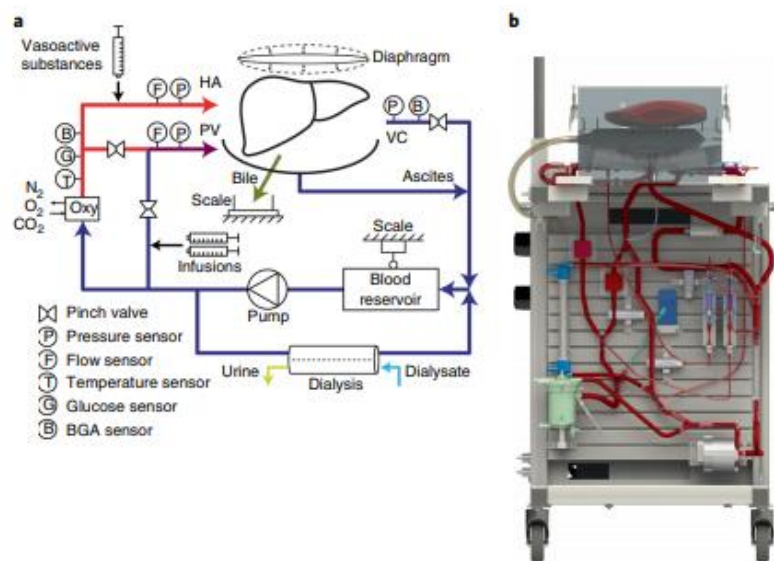 a
b
Vasoactive
substances
Diaphragm
HA
F P
P B
B
PV
F P
VC
G
Bile
Ascites
T
N2
O2
CO2
Oxy
Scale
Scale
Infusions
Blood
reservoir
Pump
Pinch valve
P Pressure sensor
F Flow sensor
T Temperature sensor
G Glucose sensor
B BGA sensor
Urine
Dialysis
Dialysate